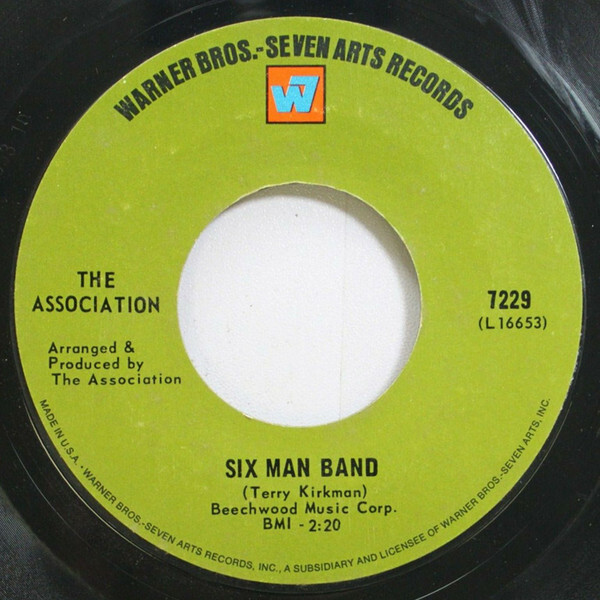 WARNER BROS.-SEVEN ARTS RECORDS
W7
THE
ASSOCIATION
7229
(L 16653)
Arranged &
Produced by
The Association
SIX MAN BAND
(Terry Kirkman)
Beechwood Music Corp.
BMI - 2:20
MADE IN U.S.A. • WARNER BROS.-SEVEN ARTS RECORDS, INC., A SUBSIDIARY AND LICENSEE OF WARNER BROS.-SEVEN ARTS, INC.